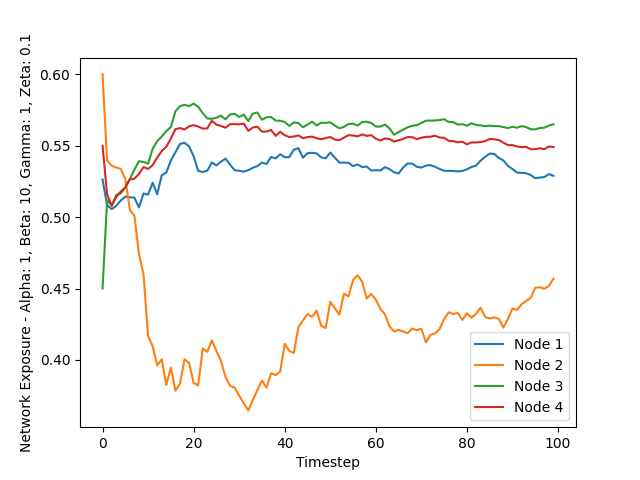 Network Exposure - Alpha: 1, Beta: 10, Gamma: 1, Zeta: 0.1
0.60
0.55
0.50
0.45
0.40
0
20
40
60
80
100
Timestep
Node 1
Node 2
Node 3
Node 4